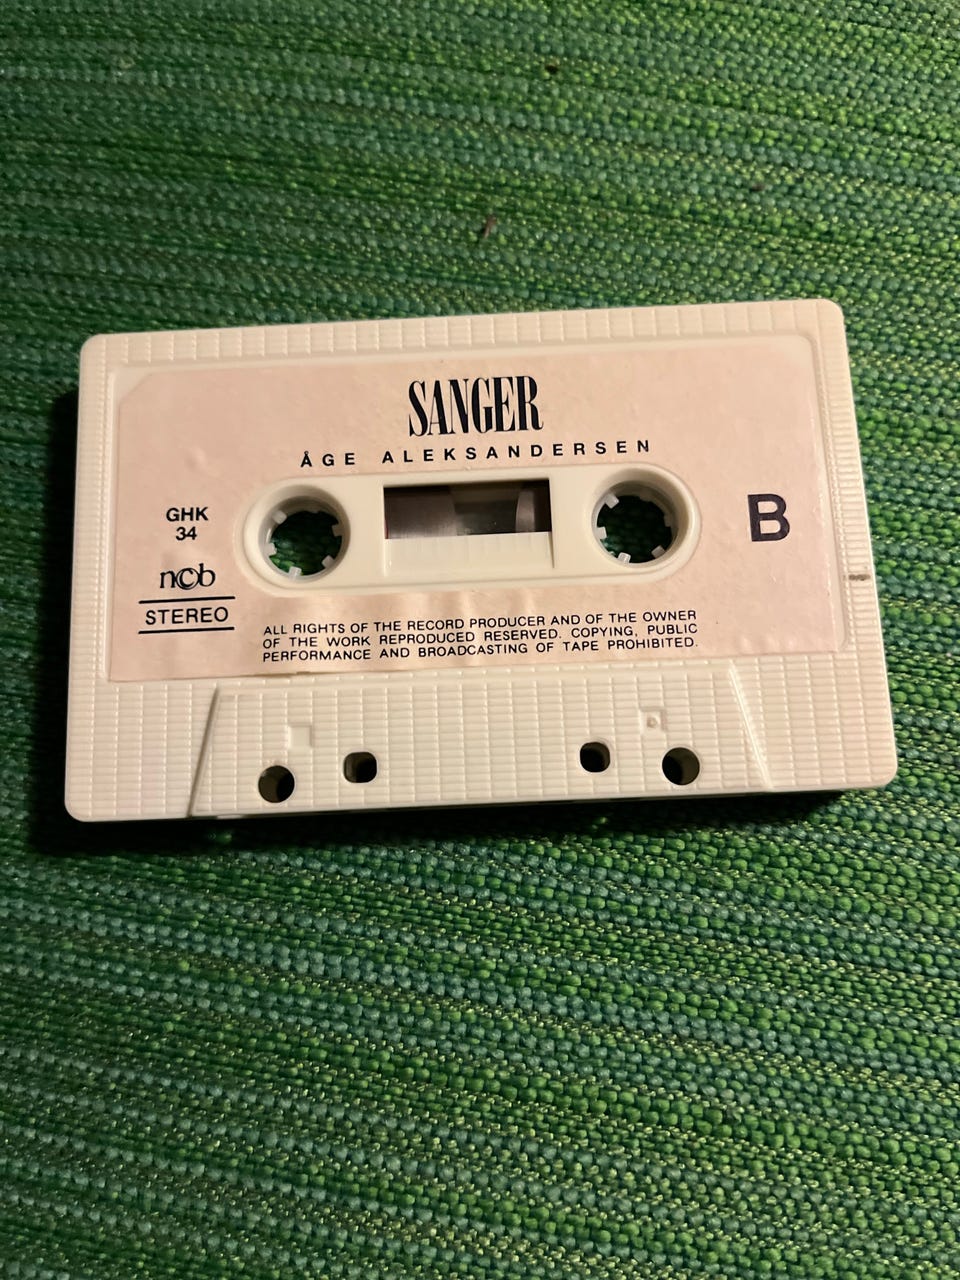 SANGER
ÅGE ALEKSANDERSEN
GHK
34
B
ncb
STEREO
ALL RIGHTS OF THE RECORD PRODUCER AND OF THE OWNER
OF THE WORK REPRODUCED RESERVED. COPYING, PUBLIC
PERFORMANCE AND BROADCASTING OF TAPE PROHIBITED.